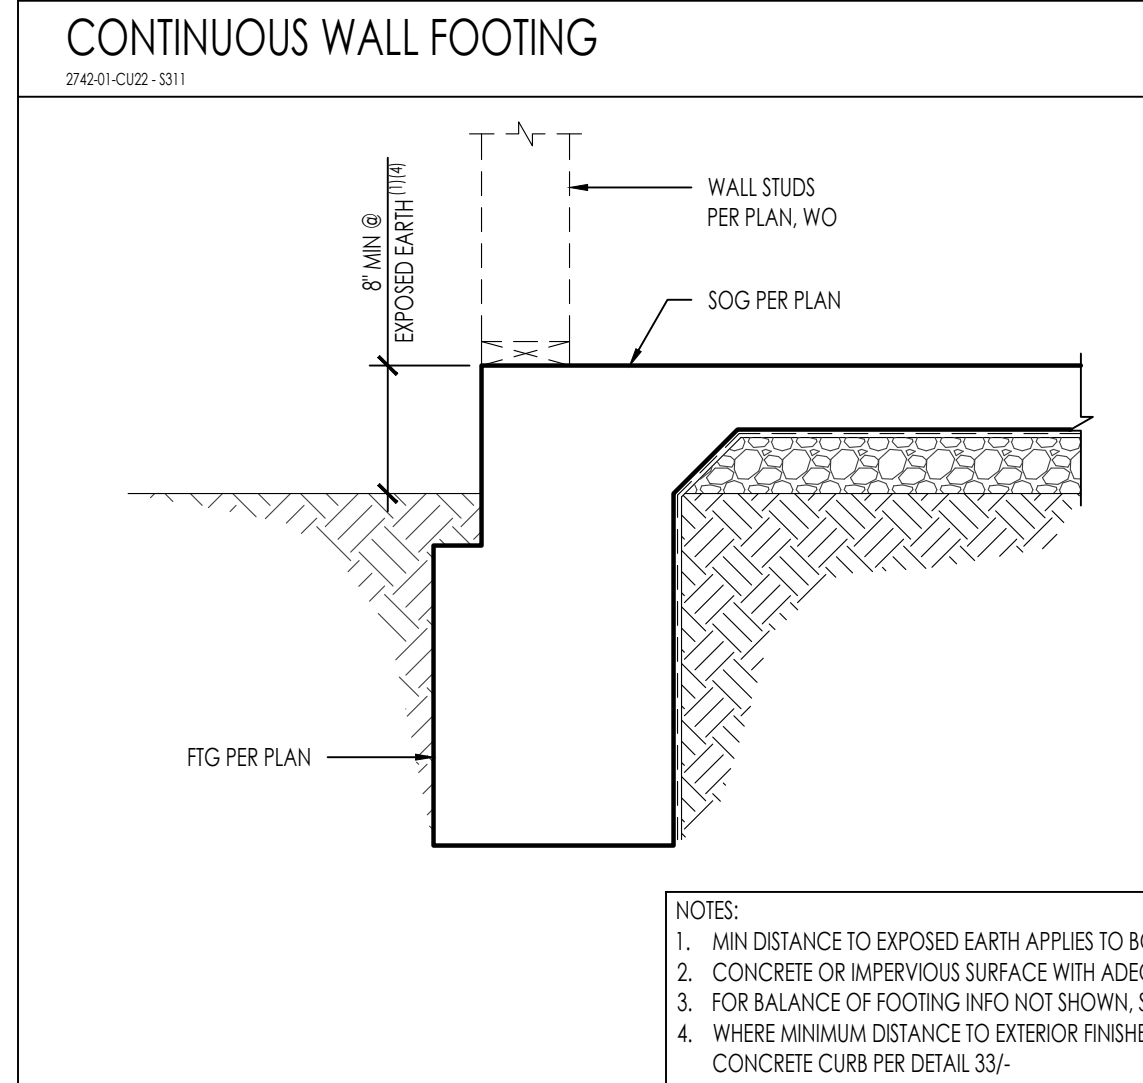 CONTINUOUS WALL FOOTING
2742-01-CU22 - S311
8" MIN @
EXPOSED EARTH (1)(4)
WALL STUDS
PER PLAN, WO
SOG PER PLAN
FTG PER PLAN
NOTES:
1. MIN DISTANCE TO EXPOSED EARTH APPLIES TO
2. CONCRETE OR IMPERVIOUS SURFACE WITH
3. FOR BALANCE OF FOOTING INFO NOT SHOWN,
4. WHERE MINIMUM DISTANCE TO EXTERIOR
CONCRETE CURB PER DETAIL 33/-